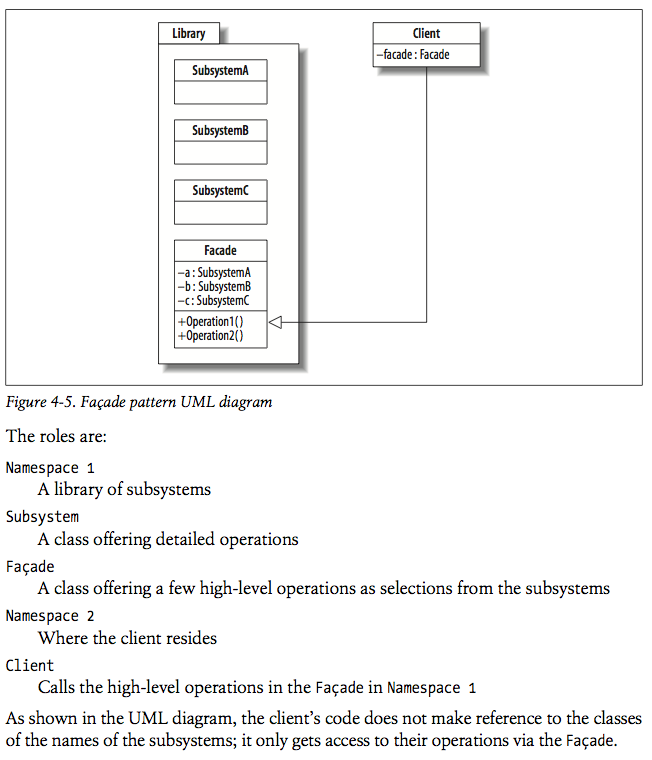 Library
SubsystemA
SubsystemB
SubsystemC
Facade
–a : SubsystemA
–b : SubsystemB
–c : SubsystemC
+Operation1()
+Operation2()
Client
–facade : Facade
Figure 4-5. Façade pattern UML diagram
The roles are:
Namespace 1
A library of subsystems
Subsystem
A class offering detailed operations
Façade
A class offering a few high-level operations as selections from the subsystems
Namespace 2
Where the client resides
Client
Calls the high-level operations in the Façade in Namespace 1
As shown in the UML diagram, the client’s code does not make reference to the classes
of the names of the subsystems; it only gets access to their operations via the Façade.